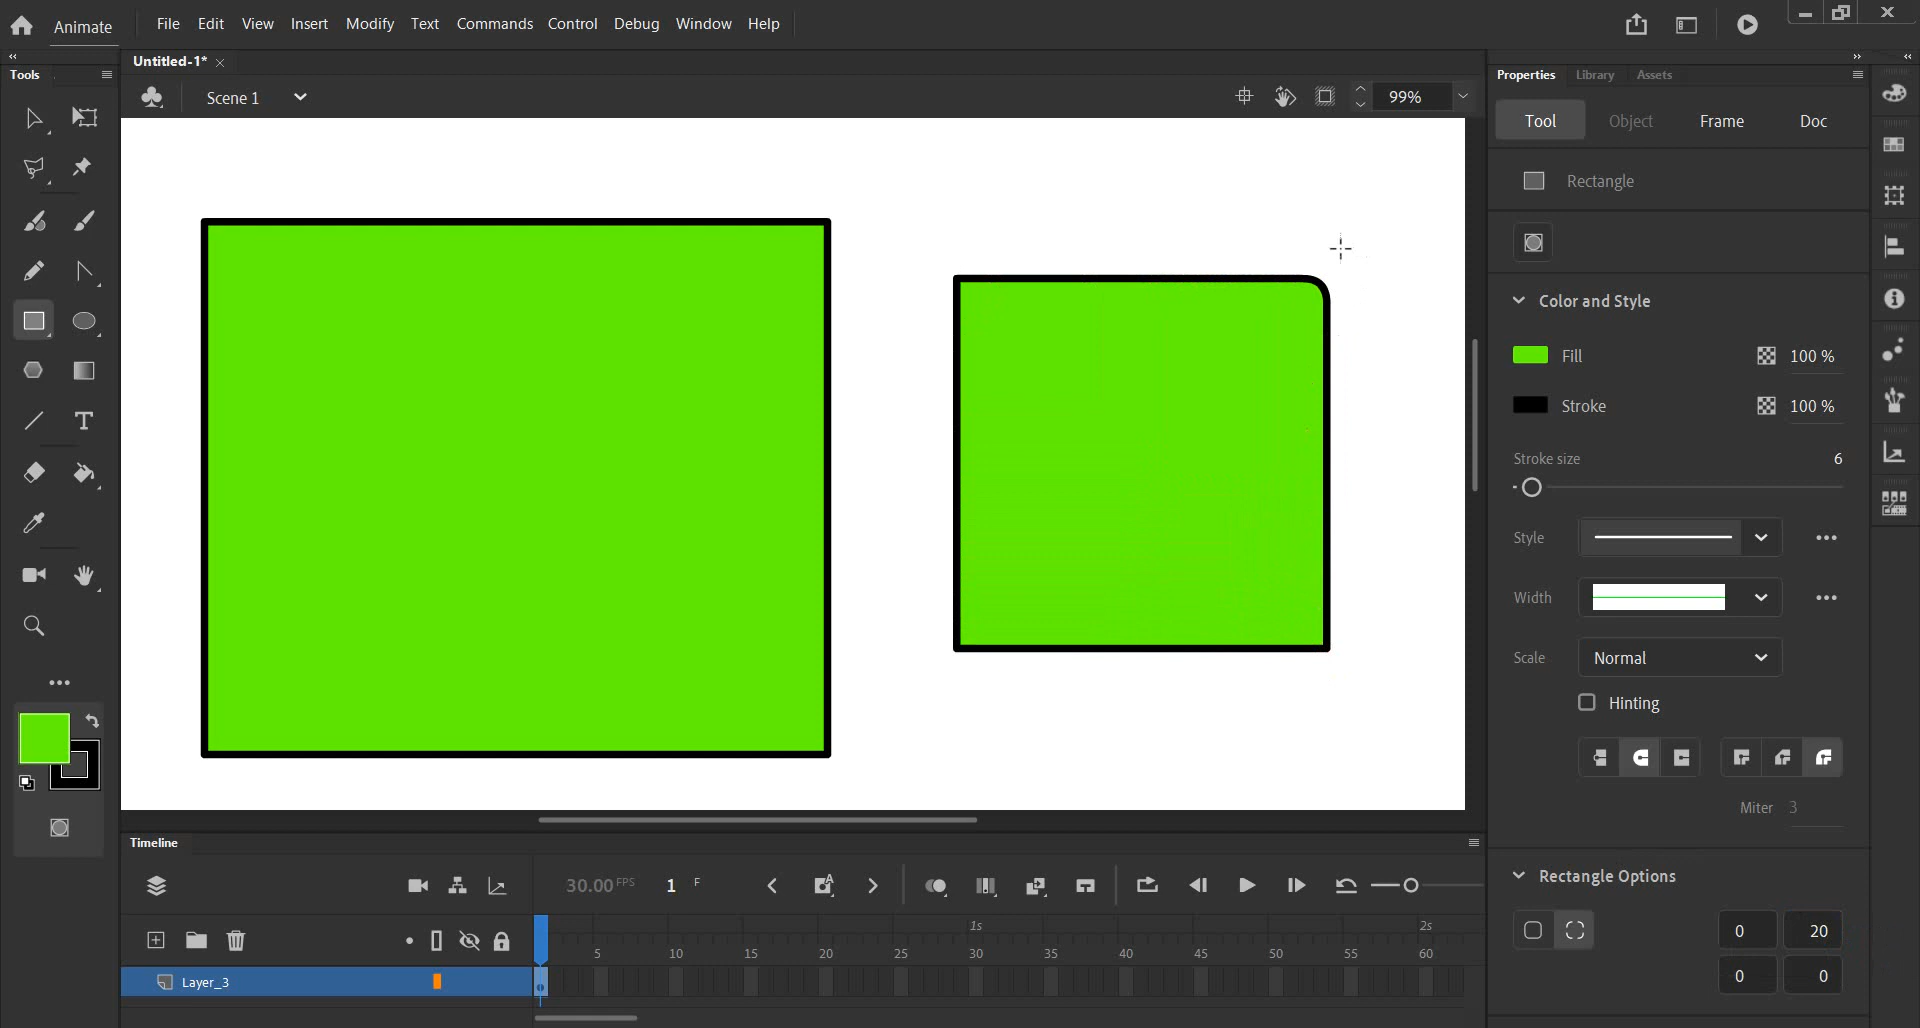 Animate File Edit View Insert Modify Text Commands Control Debug Window Help
Tools
Untitled-1*
Properties Library Assets
Scene 1
99%
Tool Object Frame Doc
Rectangle
Color and Style
Fill 100 %
Stroke 100 %
Stroke size 6
Style
Width
Scale Normal
Hinting
Miter 3
Timeline
30.00 FPS 1 F
Rectangle Options
1s 2s
0 20
5 10 15 20 25 30 35 40 45 50 55 60
Layer_3
0 0